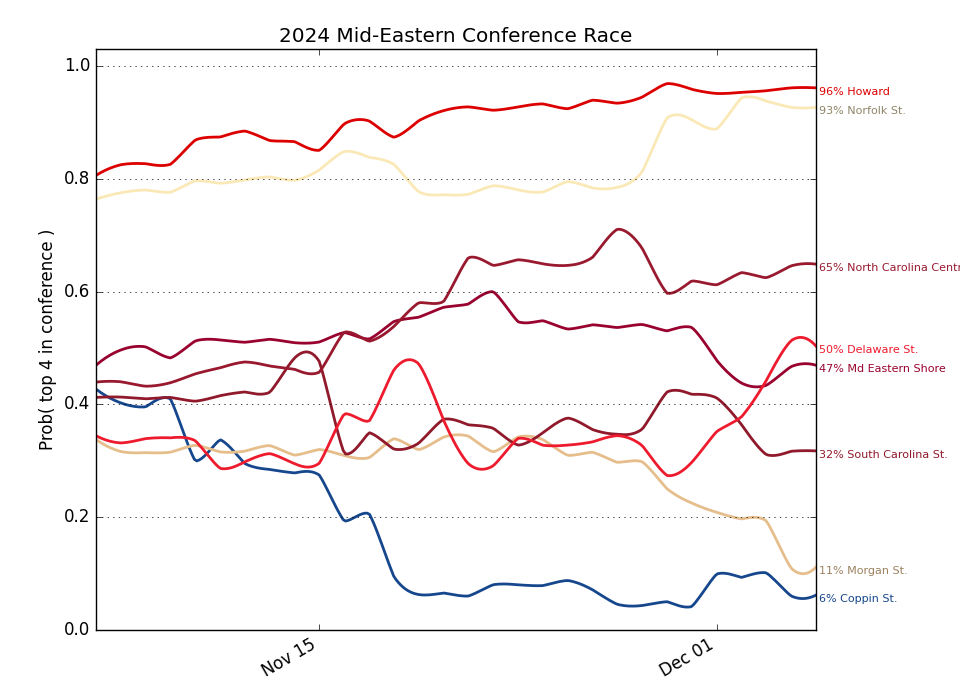 2024 Mid-Eastern Conference Race
Prob( top 4 in conference )
1.0
0.8
0.6
0.4
0.2
0.0
Nov 15
Dec 01
96% Howard
93% Norfolk St.
65% North Carolina Centr
50% Delaware St.
47% Md Eastern Shore
32% South Carolina St.
11% Morgan St.
6% Coppin St.